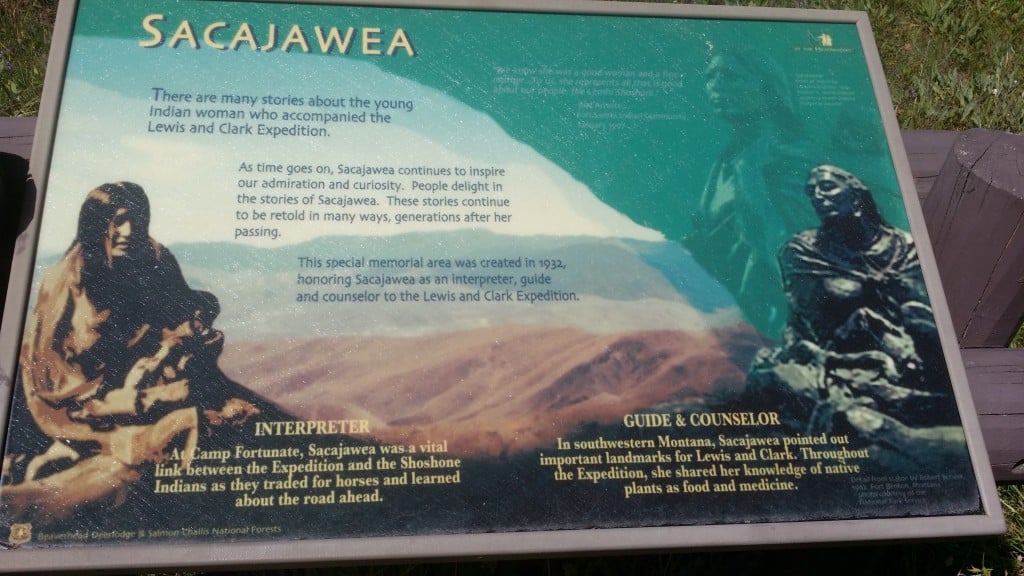 SACAJAWEA
There are many stories about the young
Indian woman who accompanied the
Lewis and Clark Expedition.
As time goes on, Sacajawea continues to inspire
our admiration and curiosity. People delight in
the stories of Sacajawea. These stories continue
to be retold in many ways, generations after her
passing.
This special memorial area was created in 1932,
honoring Sacajawea as an interpreter, guide
and counselor to the Lewis and Clark Expedition.
INTERPRETER
At Camp Fortunate, Sacajawea was a vital
link between the Expedition and the Shoshone
Indians as they traded for horses and learned
about the road ahead.
GUIDE & COUNSELOR
In southwestern Montana, Sacajawea pointed out
important landmarks for Lewis and Clark. Throughout
the Expedition, she shared her knowledge of native
plants as food and medicine.
Beaverhead Deerlodge & Salmon Challis National Forests